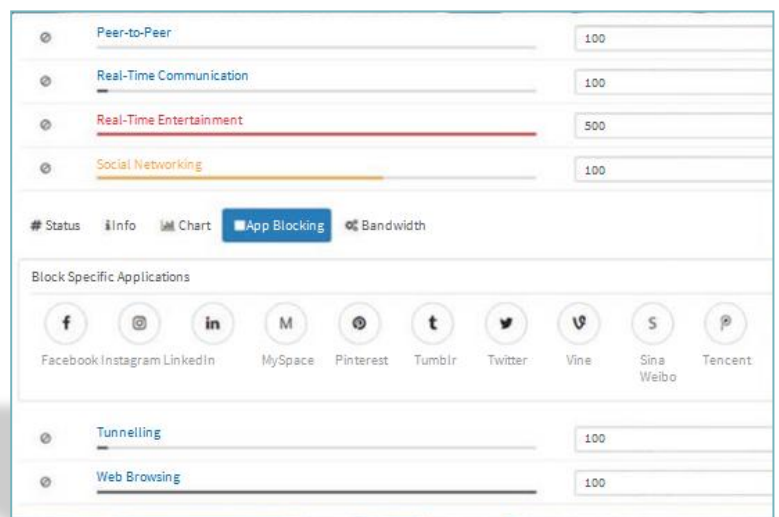 Peer-to-Peer 100
Real-Time Communication 100
Real-Time Entertainment 500
Social Networking 100
# Status Info Chart App Blocking Bandwidth
Block Specific Applications
Facebook Instagram LinkedIn MySpace Pinterest Tumblr Twitter Vine Sina Weibo Tencent
Tunnelling 100
Web Browsing 100